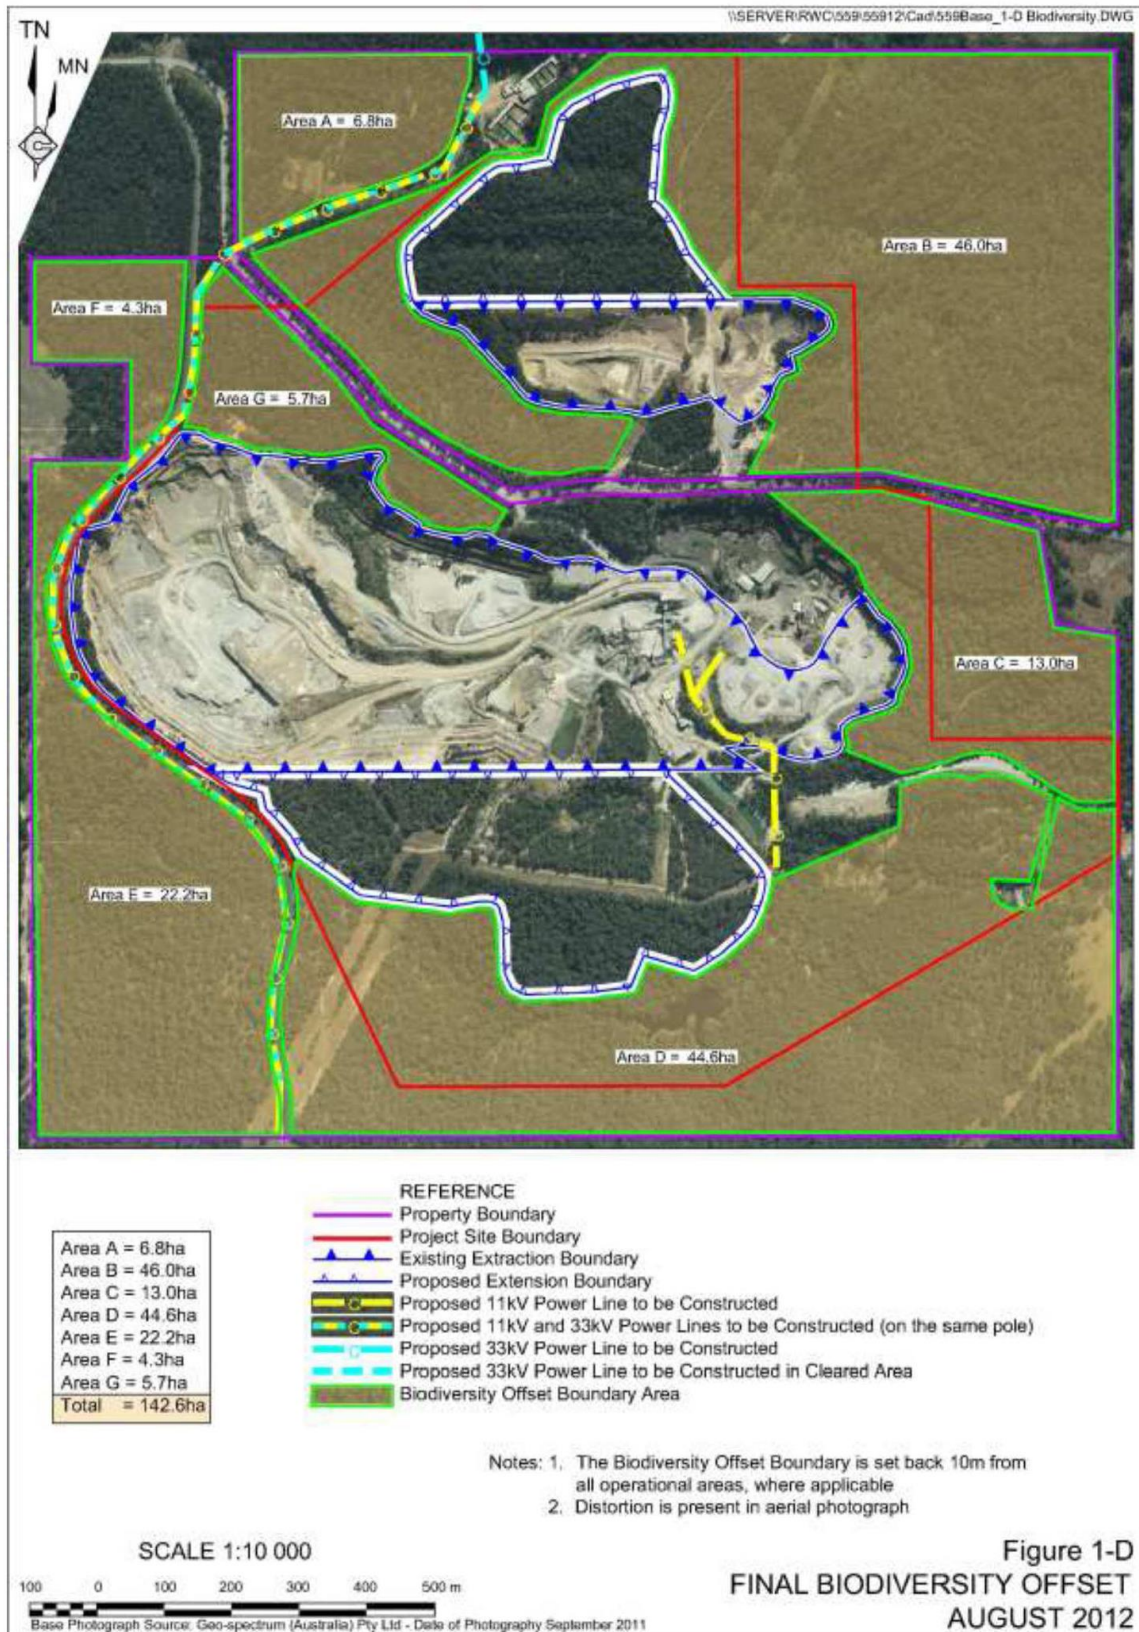 \\SERVER\RWC\559\55912\Cad\559Base_1-D Biodiversity.DWG
TN
MN
Area A = 6.8ha
Area B = 46.0ha
Area F = 4.3ha
Area G = 5.7ha
Area C = 13.0ha
Area E = 22.2ha
Area D = 44.6ha
REFERENCE
Property Boundary
Project Site Boundary
Existing Extraction Boundary
Proposed Extension Boundary
Proposed 11kV Power Line to be Constructed
Proposed 11kV and 33kV Power Lines to be Constructed (on the same pole)
Proposed 33kV Power Line to be Constructed
Proposed 33kV Power Line to be Constructed in Cleared Area
Biodiversity Offset Boundary Area
Area A = 6.8ha
Area B = 46.0ha
Area C = 13.0ha
Area D = 44.6ha
Area E = 22.2ha
Area F = 4.3ha
Area G = 5.7ha
Total = 142.6ha
Notes: 1. The Biodiversity Offset Boundary is set back 10m from
all operational areas, where applicable
2. Distortion is present in aerial photograph
SCALE 1:10 000
100 0 100 200 300 400 500 m
Base Photograph Source: Geo-spectrum (Australia) Pty Ltd - Date of Photography September 2011
Figure 1-D
FINAL BIODIVERSITY OFFSET
AUGUST 2012